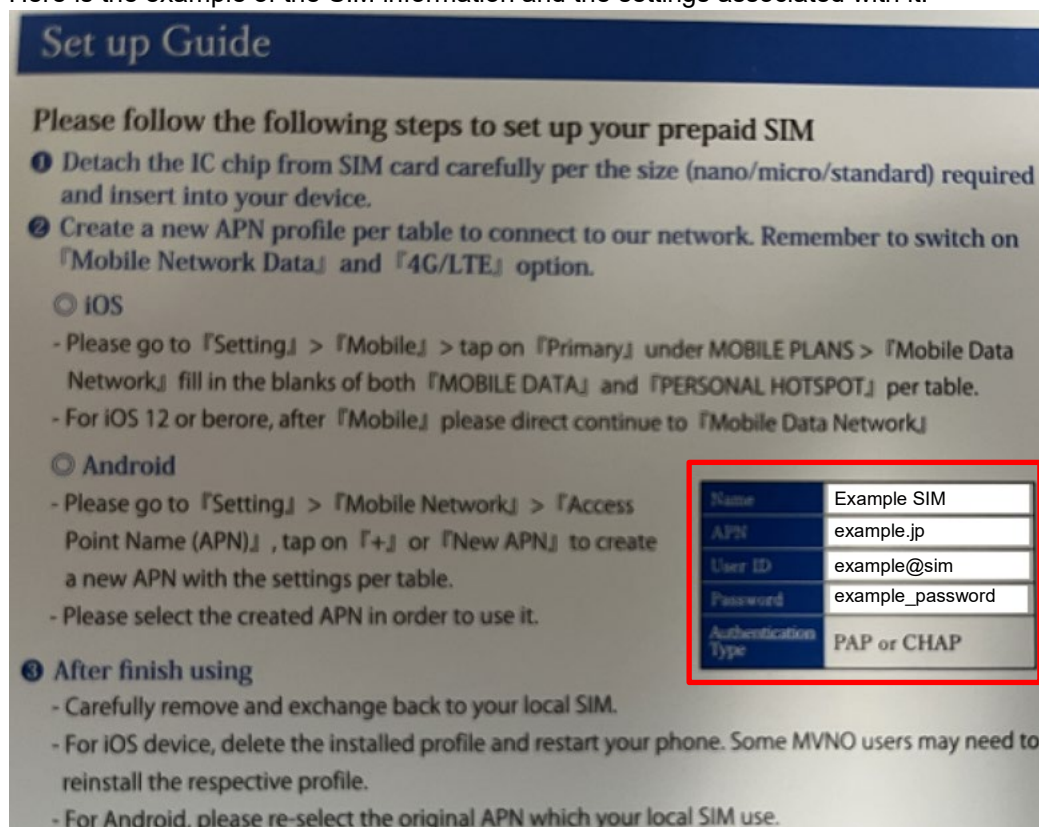 Here is the example of the SIM information and the settings associated with it:
Set up Guide
Please follow the following steps to set up your prepaid SIM
❶ Detach the IC chip from SIM card carefully per the size (nano/micro/standard) required
and insert into your device.
❷ Create a new APN profile per table to connect to our network. Remember to switch on
『Mobile Network Data』 and 『4G/LTE』 option.
◎ iOS
- Please go to 『Setting』 > 『Mobile』 > tap on 『Primary』 under MOBILE PLANS > 『Mobile Data
Network』 fill in the blanks of both 『MOBILE DATA』 and 『PERSONAL HOTSPOT』 per table.
- For iOS 12 or berore, after 『Mobile』 please direct continue to 『Mobile Data Network』
◎ Android
- Please go to 『Setting』 > 『Mobile Network』 > 『Access
Point Name (APN)』, tap on 『+』 or 『New APN』 to create
a new APN with the settings per table.
- Please select the created APN in order to use it.
Name Example SIM
APN example.jp
User ID example@sim
Password example_password
Authentication
Type PAP or CHAP
❸ After finish using
- Carefully remove and exchange back to your local SIM.
- For iOS device, delete the installed profile and restart your phone. Some MVNO users may need to
reinstall the respective profile.
- For Android, please re-select the original APN which your local SIM use.